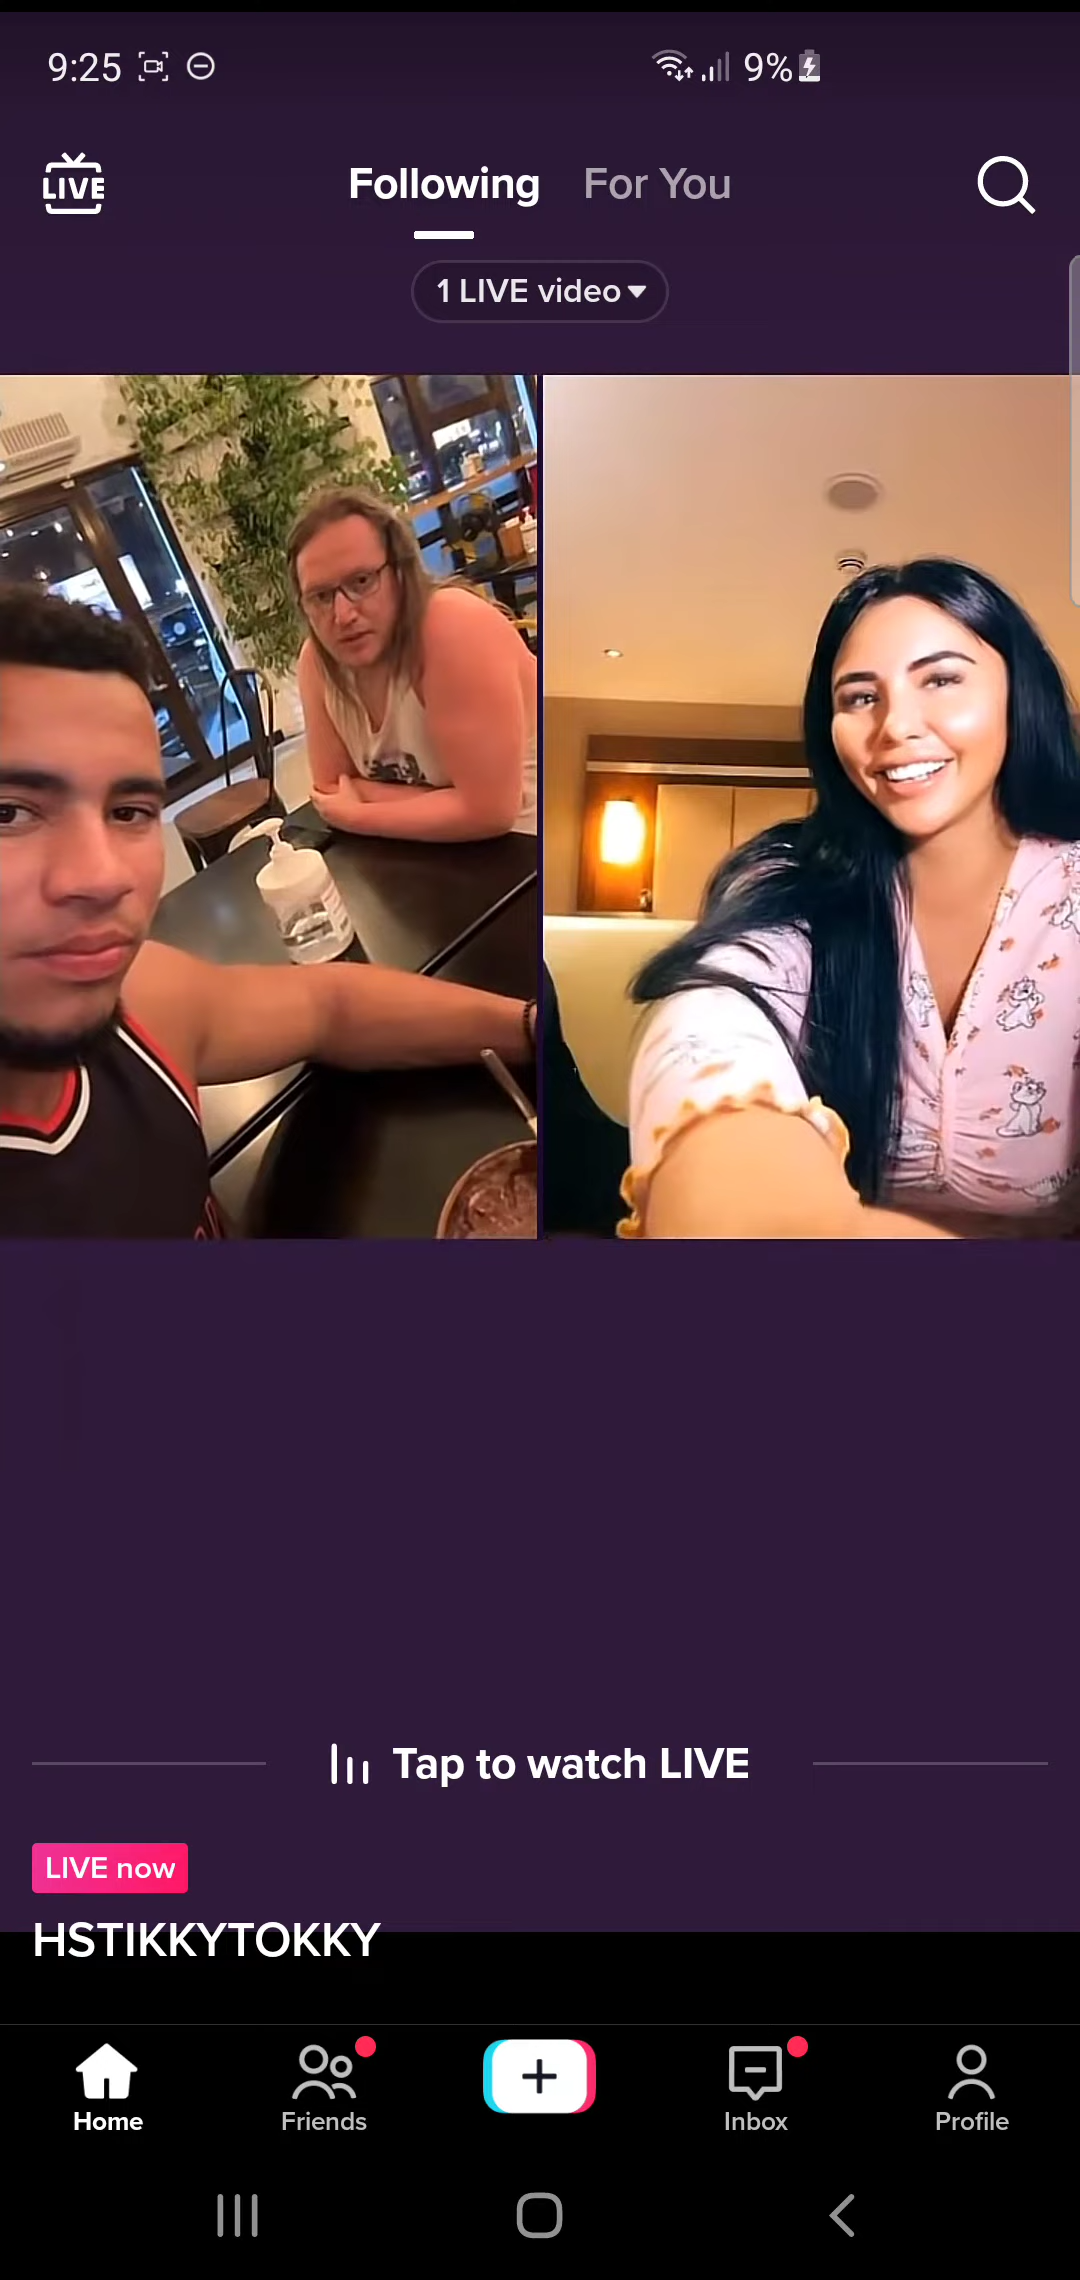 9:25
9%
LIVE
Following For You
1 LIVE video
Tap to watch LIVE
LIVE now
HSTIKKYTOKKY
Home Friends Inbox Profile